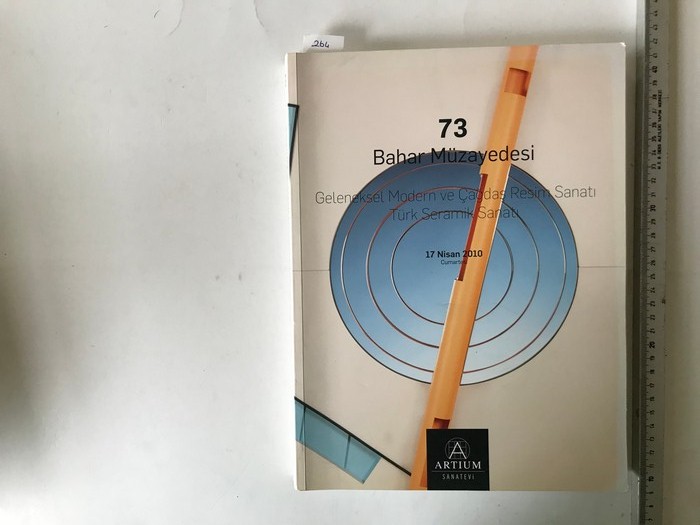 264
73
Bahar Müzayedesi
Geleneksel Modern ve Çağdaş Resim Sanatı
Türk Seramik Sanatı
17 Nisan 2010
Cumartesi
ARTIUM
SANATEVİ